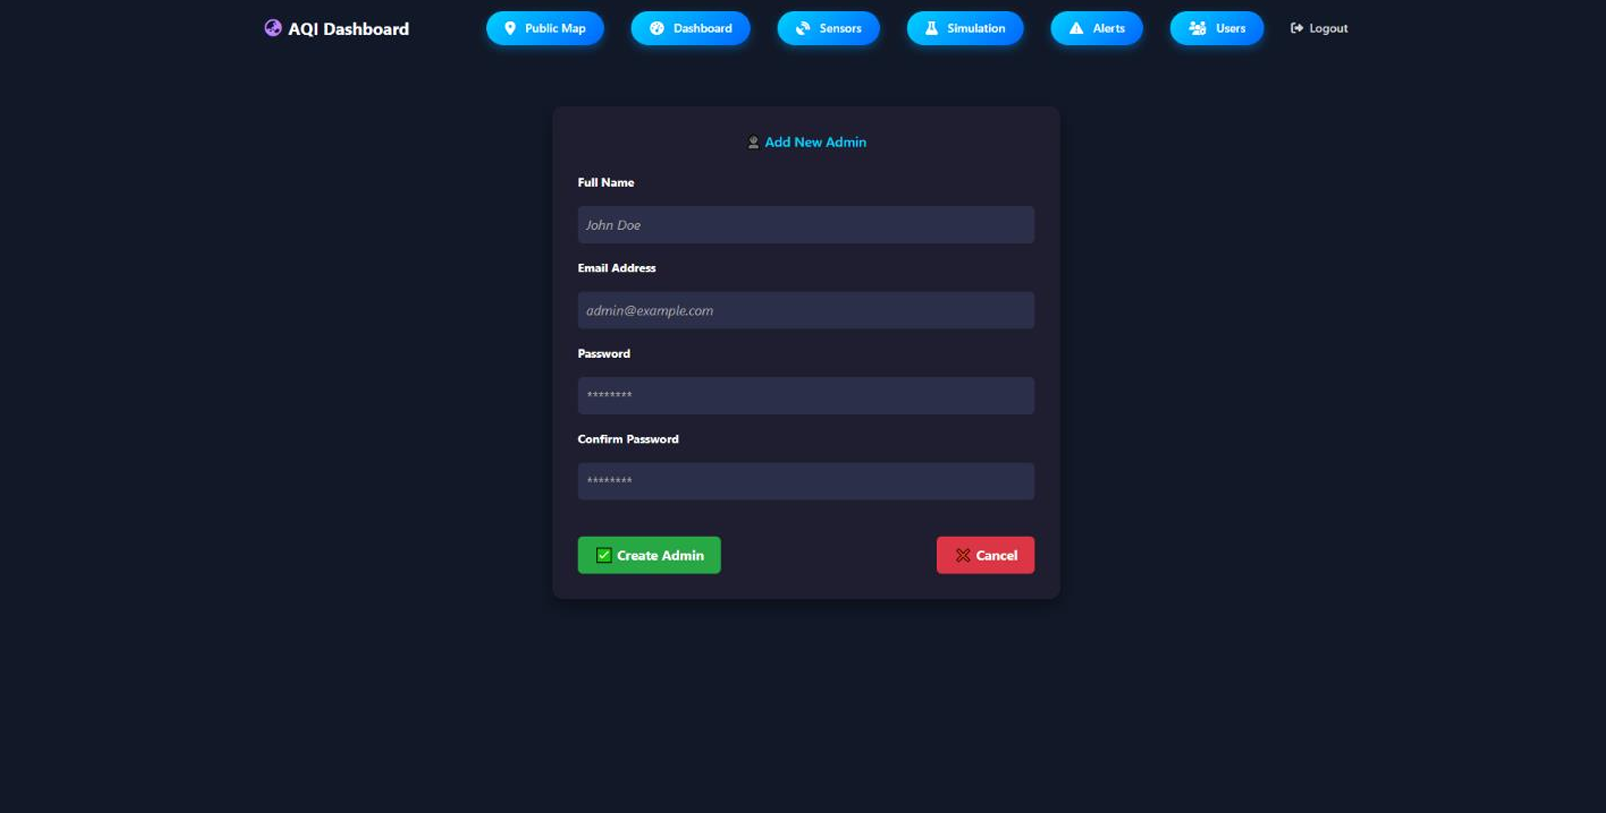 AQI Dashboard
Public Map
Dashboard
Sensors
Simulation
Alerts
Users
Logout
Add New Admin
Full Name
John Doe
Email Address
admin@example.com
Password
********
Confirm Password
********
Create Admin
Cancel